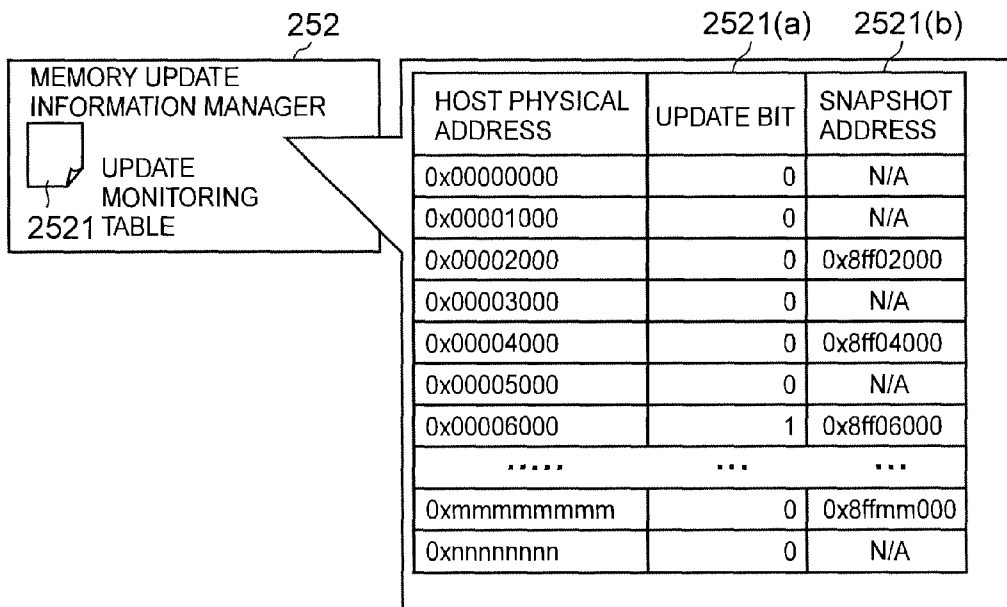 252
2521(a) 2521(b)
MEMORY UPDATE
INFORMATION MANAGER
UPDATE
MONITORING
2521 TABLE
HOST PHYSICAL ADDRESS UPDATE BIT SNAPSHOT ADDRESS
0x00000000 0 N/A
0x00001000 0 N/A
0x00002000 0 0x8ff02000
0x00003000 0 N/A
0x00004000 0 0x8ff04000
0x00005000 0 N/A
0x00006000 1 0x8ff06000
..... ... ...
0xmmmmmmmmm 0 0x8ffmm000
0xnnnnnnnnn 0 N/A